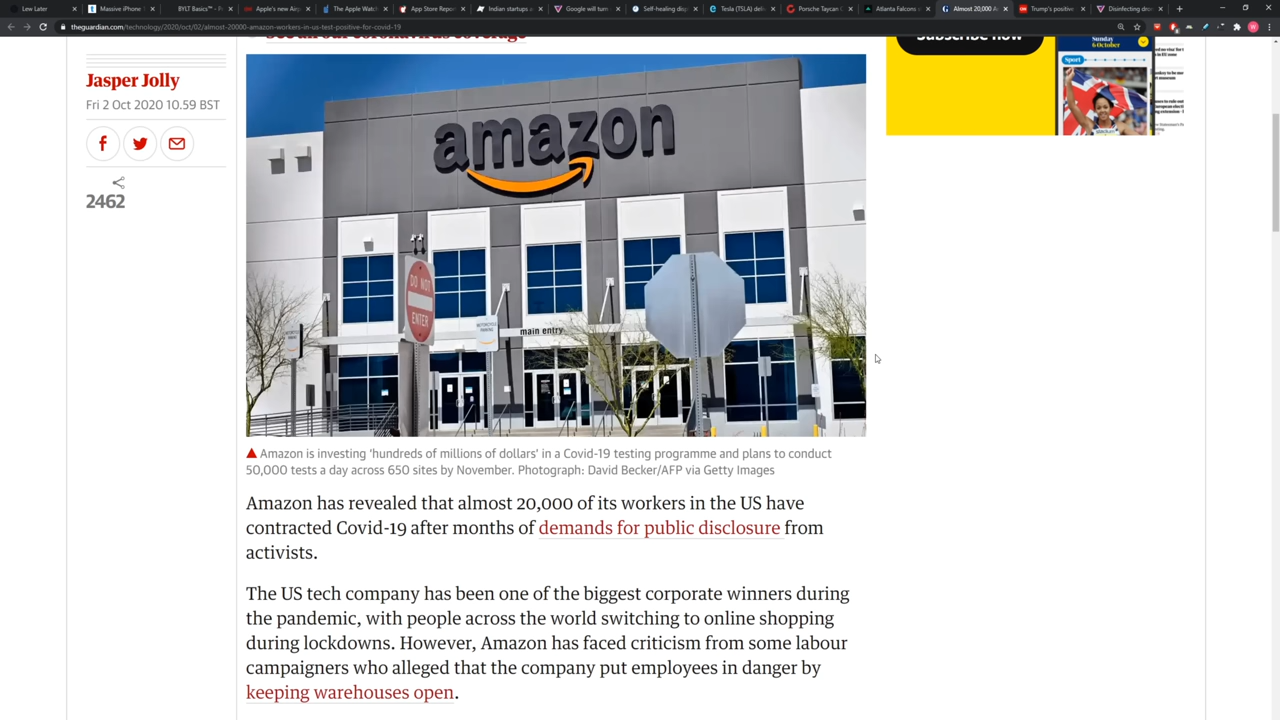 Low Later
Massive iPhone
BYLT Basics™ - P
Apple's new Airp
The Apple Watch
App Store Repor
Indian startups a
Google will turn
Self-healing disp
Tesla (TSLA) deliv
Porsche Taycan
Atlanta Falcons
Almost 20,000 A
Trump's positive
Disinfecting dro
theguardian.com/technology/2020/oct/02/almost-20000-amazon-workers-in-us-test-positive-for-covid-19
See all our coronavirus coverage
Subscribe now
Sunday
6 October
Sport
Jasper Jolly
Fri 2 Oct 2020 10.59 BST
2462
amazon
DO NOT
ENTER
MOTORCYCLE
PARKING
main entry
Amazon is investing ‘hundreds of millions of dollars’ in a Covid-19 testing programme and plans to conduct
50,000 tests a day across 650 sites by November. Photograph: David Becker/AFP via Getty Images
Amazon has revealed that almost 20,000 of its workers in the US have
contracted Covid-19 after months of demands for public disclosure from
activists.
The US tech company has been one of the biggest corporate winners during
the pandemic, with people across the world switching to online shopping
during lockdowns. However, Amazon has faced criticism from some labour
campaigners who alleged that the company put employees in danger by
keeping warehouses open.